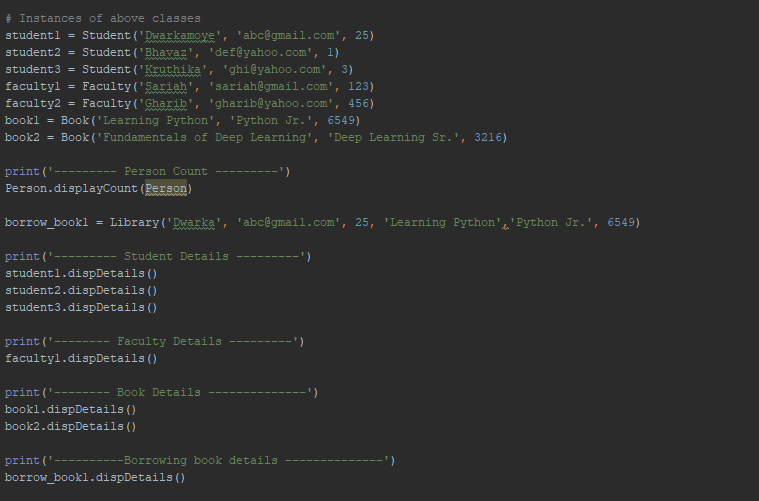 # Instances of above classes
student1 = Student('Dwarkamoye', 'abc@gmail.com', 25)
student2 = Student('Bhavaz', 'def@yahoo.com', 1)
student3 = Student('Kruthika', 'ghi@yahoo.com', 3)
faculty1 = Faculty('Sariah', 'sariah@gmail.com', 123)
faculty2 = Faculty('Gharib', 'gharib@yahoo.com', 456)
book1 = Book('Learning Python', 'Python Jr.', 6549)
book2 = Book('Fundamentals of Deep Learning', 'Deep Learning Sr.', 3216)
print('--------- Person Count ---------')
Person.displayCount(Person)
borrow_book1 = Library('Dwarka', 'abc@gmail.com', 25, 'Learning Python','Python Jr.', 6549)
print('--------- Student Details ---------')
student1.dispDetails()
student2.dispDetails()
student3.dispDetails()
print('-------- Faculty Details ---------')
faculty1.dispDetails()
print('-------- Book Details --------------')
book1.dispDetails()
book2.dispDetails()
print('----------Borrowing book details --------------')
borrow_book1.dispDetails()